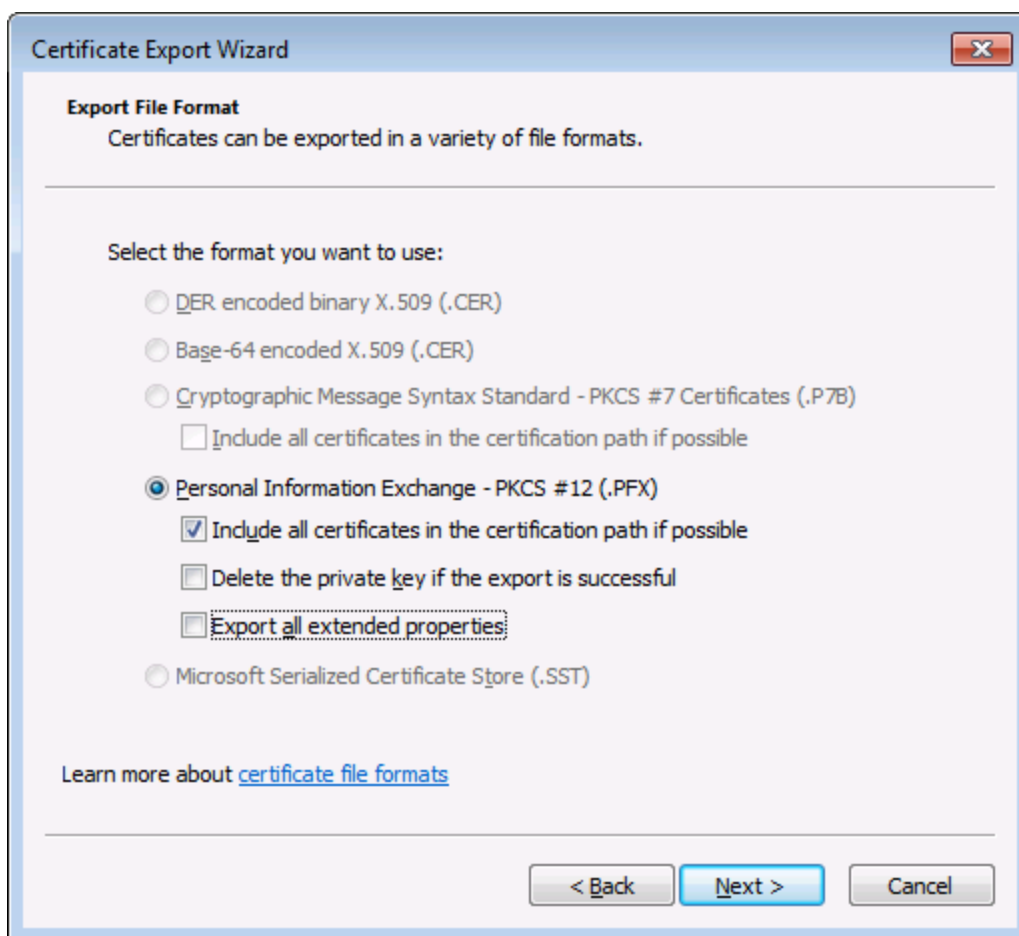 Certificate Export Wizard
Export File Format
Certificates can be exported in a variety of file formats.
Select the format you want to use:
DER encoded binary X.509 (.CER)
Base-64 encoded X.509 (.CER)
Cryptographic Message Syntax Standard - PKCS #7 Certificates (.P7B)
Include all certificates in the certification path if possible
Personal Information Exchange - PKCS #12 (.PFX)
Include all certificates in the certification path if possible
Delete the private key if the export is successful
Export all extended properties
Microsoft Serialized Certificate Store (.SST)
Learn more about certificate file formats
< Back Next > Cancel